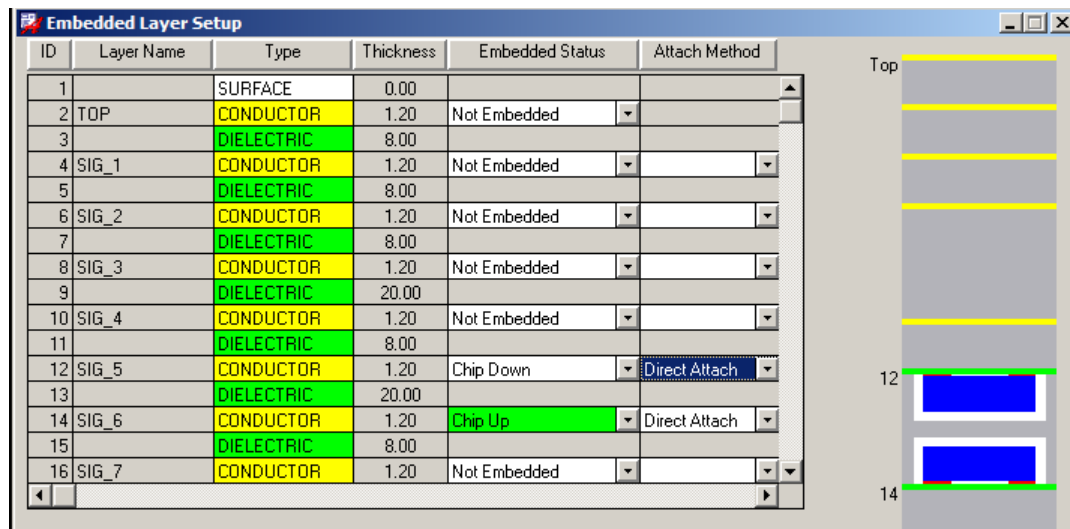 Embedded Layer Setup
ID Layer Name Type Thickness Embedded Status Attach Method
Top
1 SURFACE 0.00
2 TOP CONDUCTOR 1.20 Not Embedded
3 DIELECTRIC 8.00
4 SIG_1 CONDUCTOR 1.20 Not Embedded
5 DIELECTRIC 8.00
6 SIG_2 CONDUCTOR 1.20 Not Embedded
7 DIELECTRIC 8.00
8 SIG_3 CONDUCTOR 1.20 Not Embedded
9 DIELECTRIC 20.00
10 SIG_4 CONDUCTOR 1.20 Not Embedded
11 DIELECTRIC 8.00
12 SIG_5 CONDUCTOR 1.20 Chip Down Direct Attach
12
13 DIELECTRIC 20.00
14 SIG_6 CONDUCTOR 1.20 Chip Up Direct Attach
15 DIELECTRIC 8.00
16 SIG_7 CONDUCTOR 1.20 Not Embedded
14